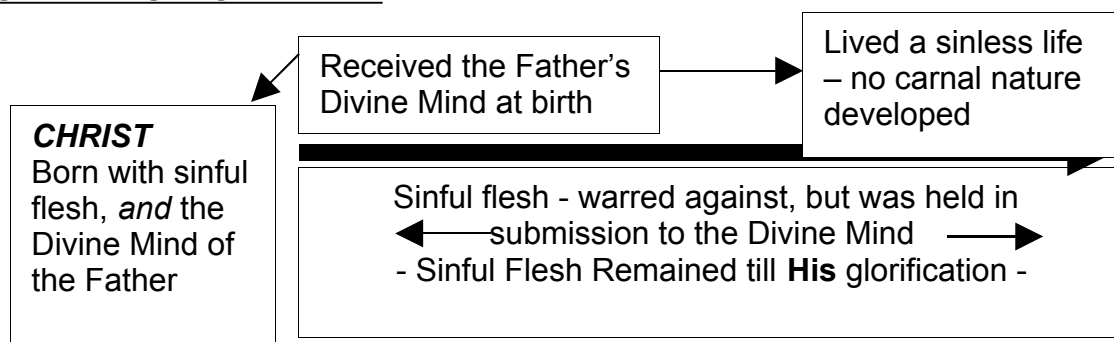 CHRIST
Born with sinful
flesh, and the
Divine Mind of
the Father
Received the Father’s
Divine Mind at birth
Lived a sinless life
– no carnal nature
developed
Sinful flesh - warred against, but was held in
submission to the Divine Mind
- Sinful Flesh Remained till His glorification -